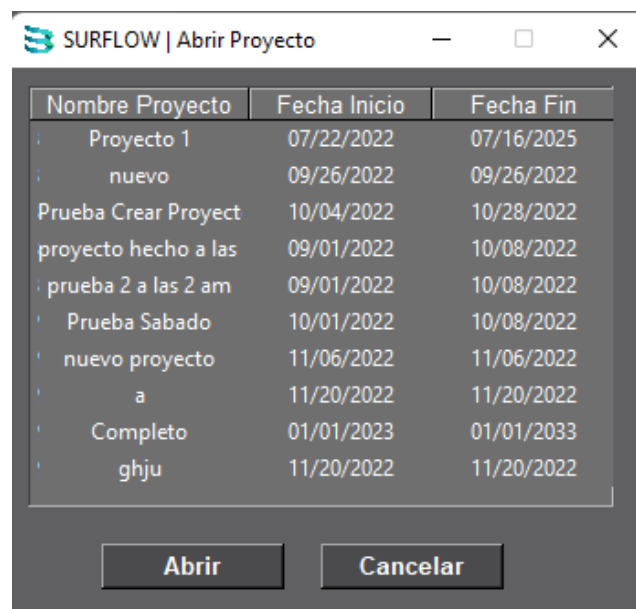 SURFLOW | Abrir Proyecto
Nombre Proyecto Fecha Inicio Fecha Fin
Proyecto 1 07/22/2022 07/16/2025
nuevo 09/26/2022 09/26/2022
Prueba Crear Proyect 10/04/2022 10/28/2022
proyecto hecho a las 09/01/2022 10/08/2022
prueba 2 a las 2 am 09/01/2022 10/08/2022
Prueba Sabado 10/01/2022 10/08/2022
nuevo proyecto 11/06/2022 11/06/2022
a 11/20/2022 11/20/2022
Completo 01/01/2023 01/01/2033
ghju 11/20/2022 11/20/2022
Abrir Cancelar